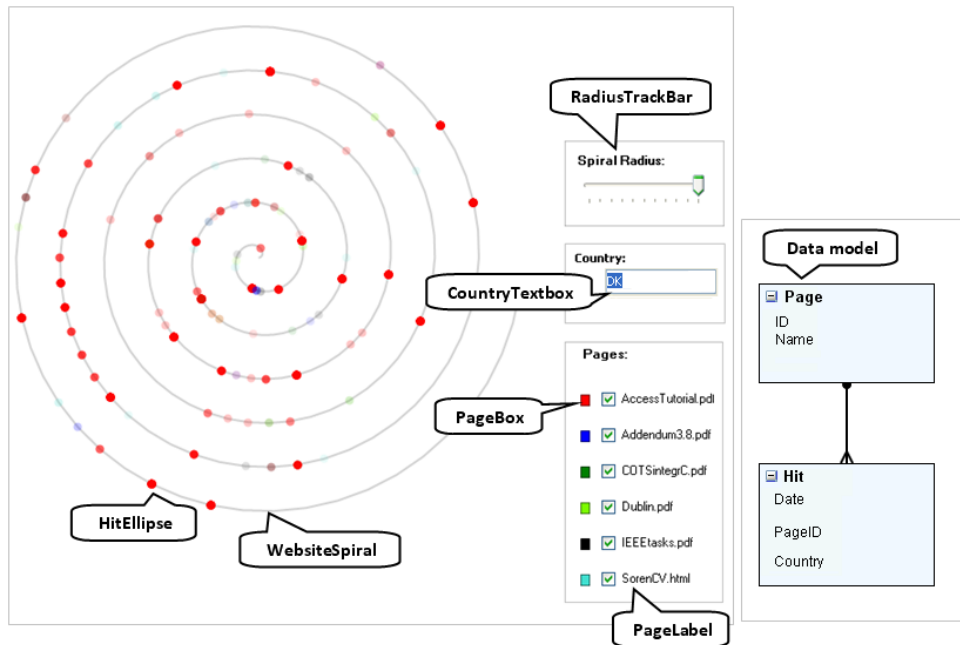 RadiusTrackBar
Spiral Radius:
Country:
DK
CountryTextbox
Pages:
AccessTutorial.pdf
Addendum3.8.pdf
COTSintegrC.pdf
Dublin.pdf
IEEEtasks.pdf
SorenCV.html
PageBox
HitEllipse
WebsiteSpiral
PageLabel
Data model
Page
ID
Name
Hit
Date
PageID
Country